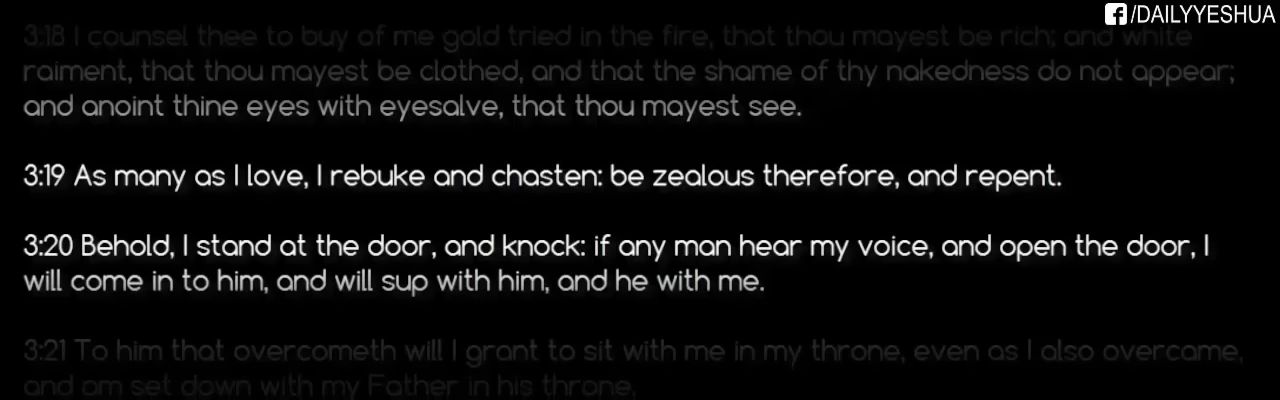 /DAILYYESHUA
3:18 I counsel thee to buy of me gold tried in the fire, that thou mayest be rich; and white
raiment, that thou mayest be clothed, and that the shame of thy nakedness do not appear;
and anoint thine eyes with eyesalve, that thou mayest see.
3:19 As many as I love, I rebuke and chasten: be zealous therefore, and repent.
3:20 Behold, I stand at the door, and knock: if any man hear my voice, and open the door, I
will come in to him, and will sup with him, and he with me.
3:21 To him that overcometh will I grant to sit with me in my throne, even as I also overcame,
and am set down with my Father in his throne.